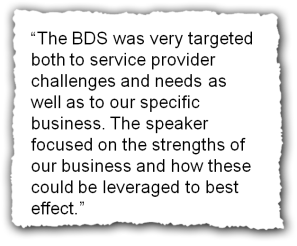 “The BDS was very targeted
both to service provider
challenges and needs as
well as to our specific
business. The speaker
focused on the strengths of
our business and how these
could be leveraged to best
effect.”